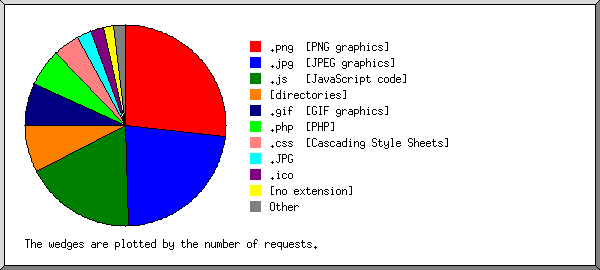 .png [PNG graphics]
.jpg [JPEG graphics]
.js [JavaScript code]
[directories]
.gif [GIF graphics]
.php [PHP]
.css [Cascading Style Sheets]
.JPG
.ico
[no extension]
Other
The wedges are plotted by the number of requests.